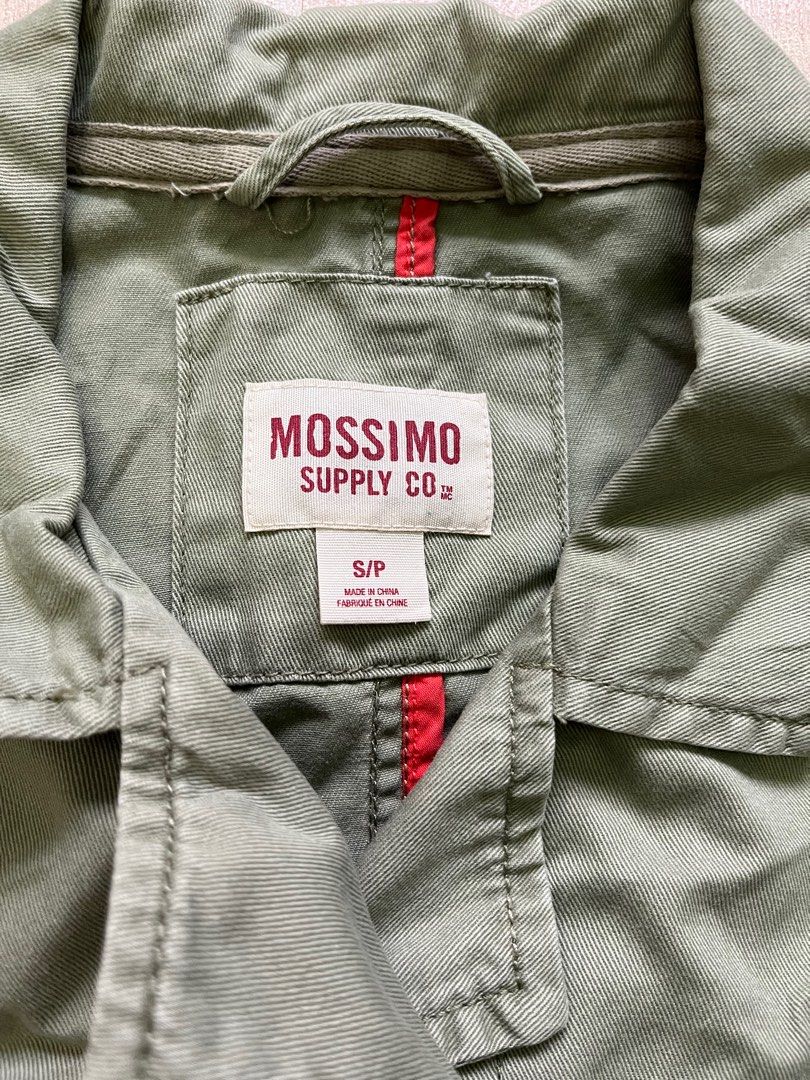 MOSSIMO
SUPPLY CO ™ MC
S/P
MADE IN CHINA
FABRIQUÉ EN CHINE